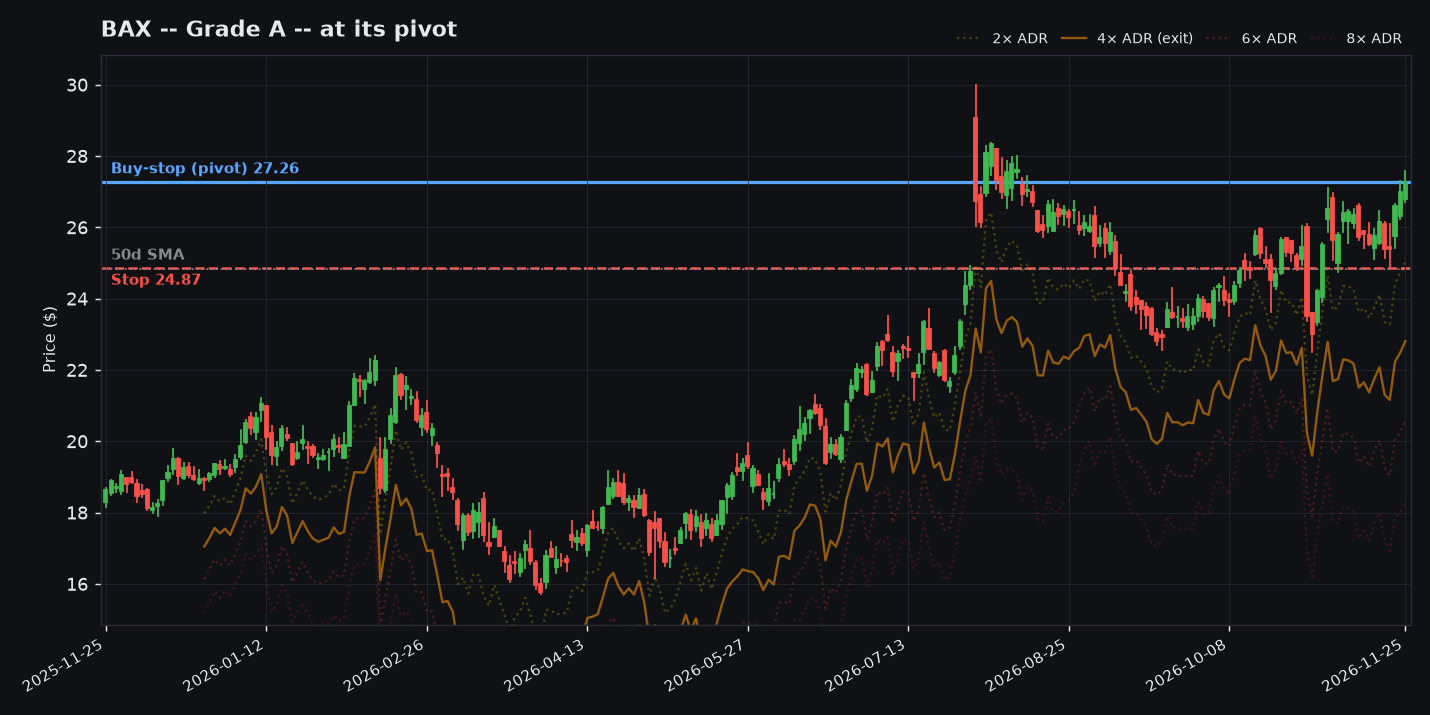 BAX -- Grade A -- at its pivot
2× ADR 4× ADR (exit) 6× ADR 8× ADR
30
28
Buy-stop (pivot) 27.26
26
50d SMA
Stop 24.87
24
22
20
18
16
Price ($)
2025-11-25 2026-01-12 2026-02-26 2026-04-13 2026-05-27 2026-07-13 2026-08-25 2026-10-08 2026-11-25